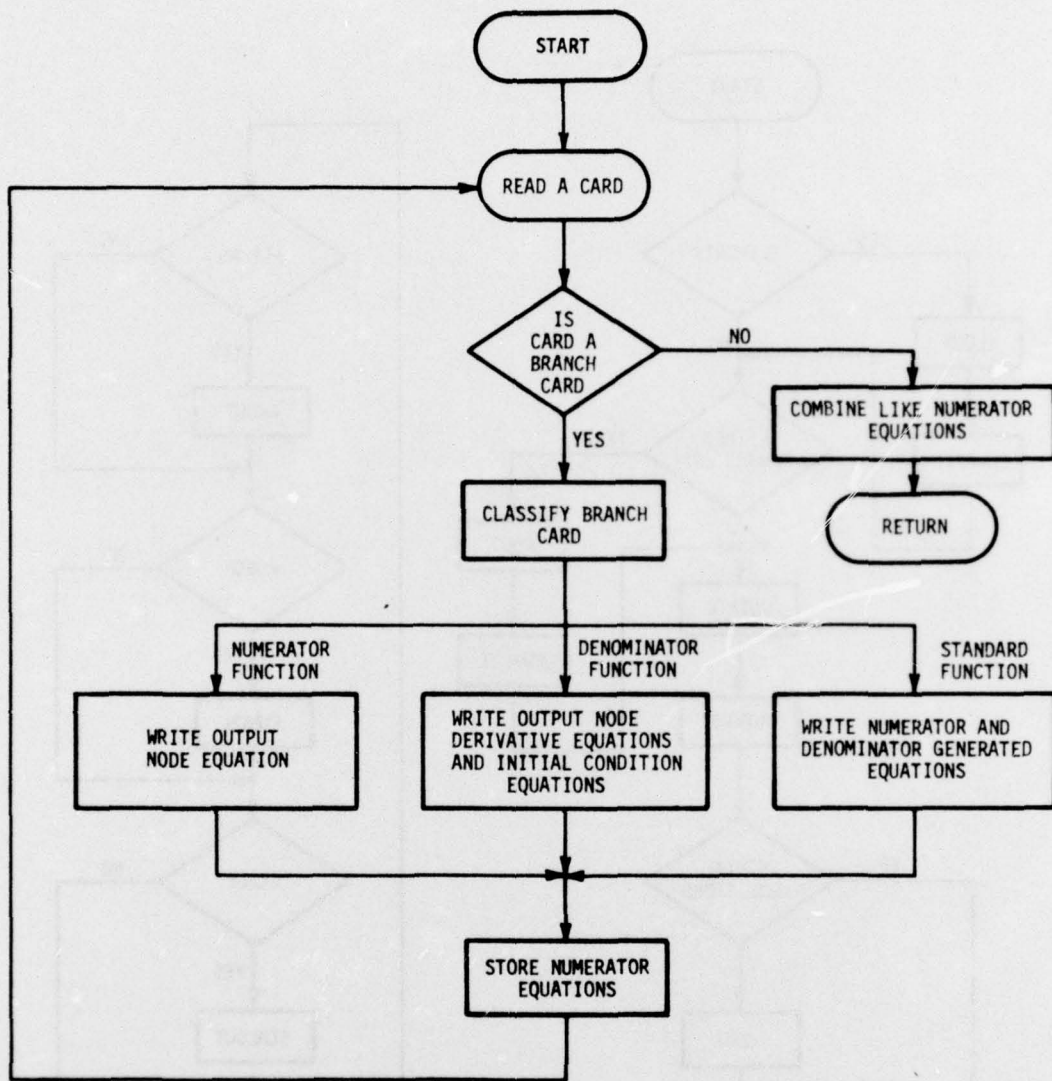 START
READ A CARD
IS
CARD A
BRANCH
CARD
NO
YES
COMBINE LIKE NUMERATOR
EQUATIONS
RETURN
CLASSIFY BRANCH
CARD
NUMERATOR
FUNCTION
DENOMINATOR
FUNCTION
STANDARD
FUNCTION
WRITE OUTPUT
NODE EQUATION
WRITE OUTPUT NODE
DERIVATIVE EQUATIONS
AND INITIAL CONDITION
EQUATIONS
WRITE NUMERATOR AND
DENOMINATOR GENERATED
EQUATIONS
STORE NUMERATOR
EQUATIONS